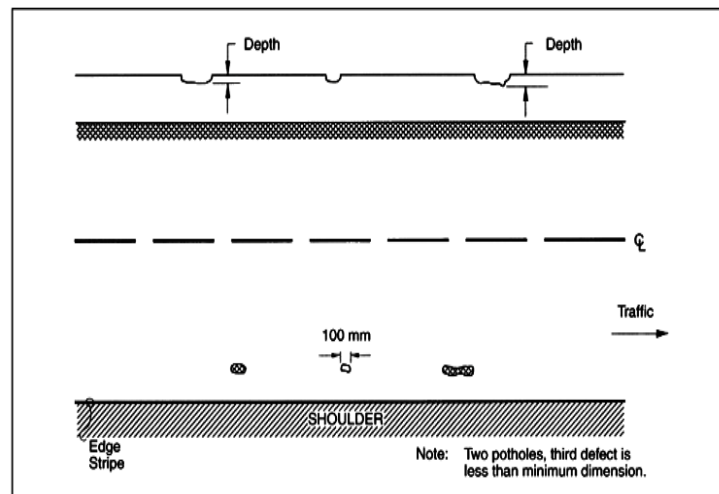 Depth
Depth
℄
Traffic
100 mm
SHOULDER
Edge
Stripe
Note: Two potholes, third defect is
less than minimum dimension.